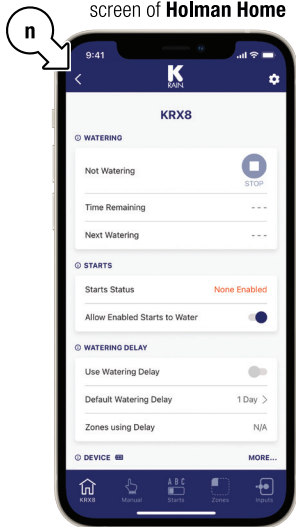 screen of Holman Home
n
9:41
K
RAIN
KRX8
WATERING
Not Watering
STOP
Time Remaining
- - -
Next Watering
- - -
STARTS
Starts Status
None Enabled
Allow Enabled Starts to Water
WATERING DELAY
Use Watering Delay
Default Watering Delay
1 Day >
Zones using Delay
N/A
DEVICE
MORE...
A B C
KRX8 Manual Starts Zones Inputs